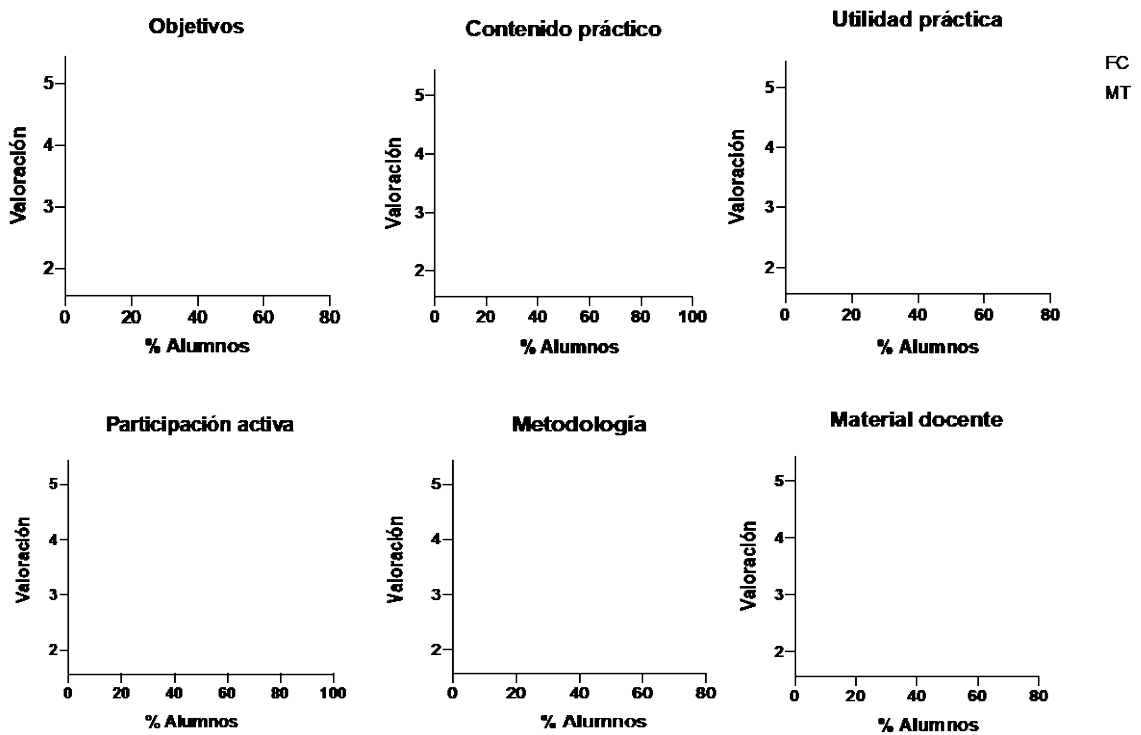 Objetivos
Valoración
5
4
3
2
0 20 40 60 80
% Alumnos
Contenido práctico
Valoración
5
4
3
2
0 20 40 60 80 100
% Alumnos
Utilidad práctica
Valoración
5
4
3
2
0 20 40 60 80
% Alumnos
FC
MT
Participación activa
Valoración
5
4
3
2
0 20 40 60 80 100
% Alumnos
Metodología
Valoración
5
4
3
2
0 20 40 60 80
% Alumnos
Material docente
Valoración
5
4
3
2
0 20 40 60 80
% Alumnos